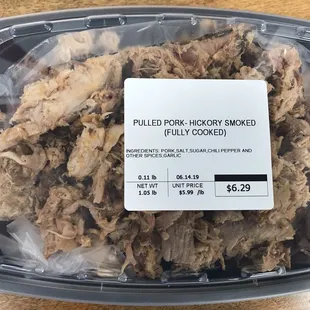 PULLED PORK- HICKORY SMOKED
(FULLY COOKED)
INGREDIENTS: PORK,SALT,SUGAR,CHILI PEPPER AND
OTHER SPICES,GARLIC
0.11 lb 06.14.19
NET WT UNIT PRICE
1.05 lb $5.99 /lb $6.29